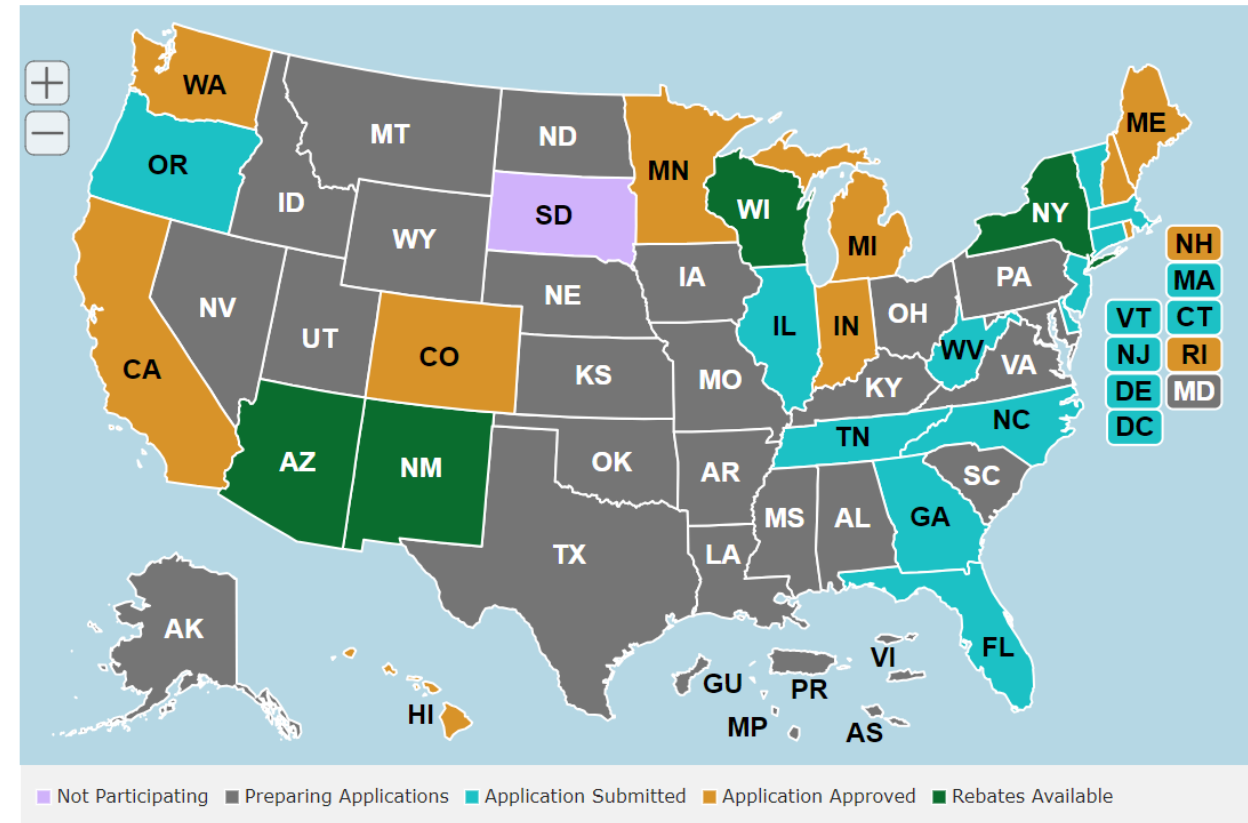 +
−
WA
MT
ND
MN
ME
OR
ID
SD
WI
NY
WY
MI
NH
IA
PA
MA
NV
NE
OH
VT
CT
UT
IL
IN
WV
VA
NJ
RI
CA
CO
KS
MO
KY
DE
MD
NC
DC
AZ
NM
OK
AR
TN
SC
MS
AL
GA
TX
LA
AK
FL
HI
GU
PR
VI
MP
AS
Not Participating Preparing Applications Application Submitted Application Approved Rebates Available